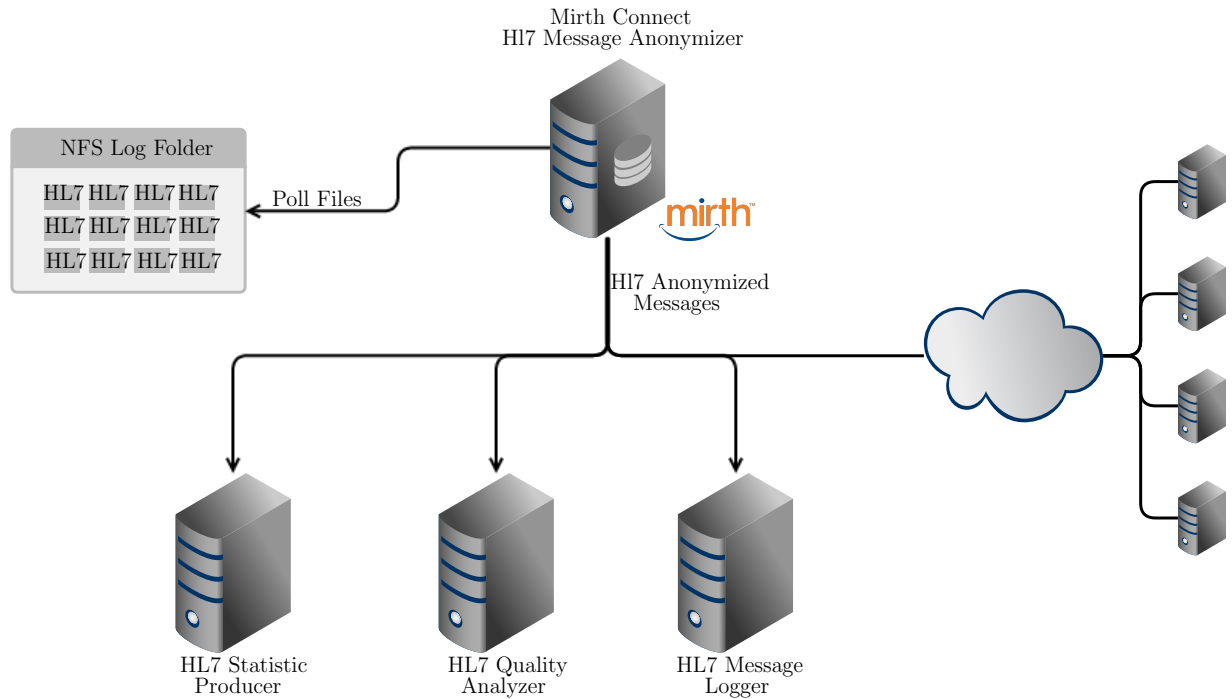 Mirth Connect
Hl7 Message Anonymizer
NFS Log Folder
HL7 HL7 HL7 HL7
HL7 HL7 HL7 HL7
HL7 HL7 HL7 HL7
Poll Files
mirth™
Hl7 Anonymized
Messages
HL7 Statistic
Producer
HL7 Quality
Analyzer
HL7 Message
Logger